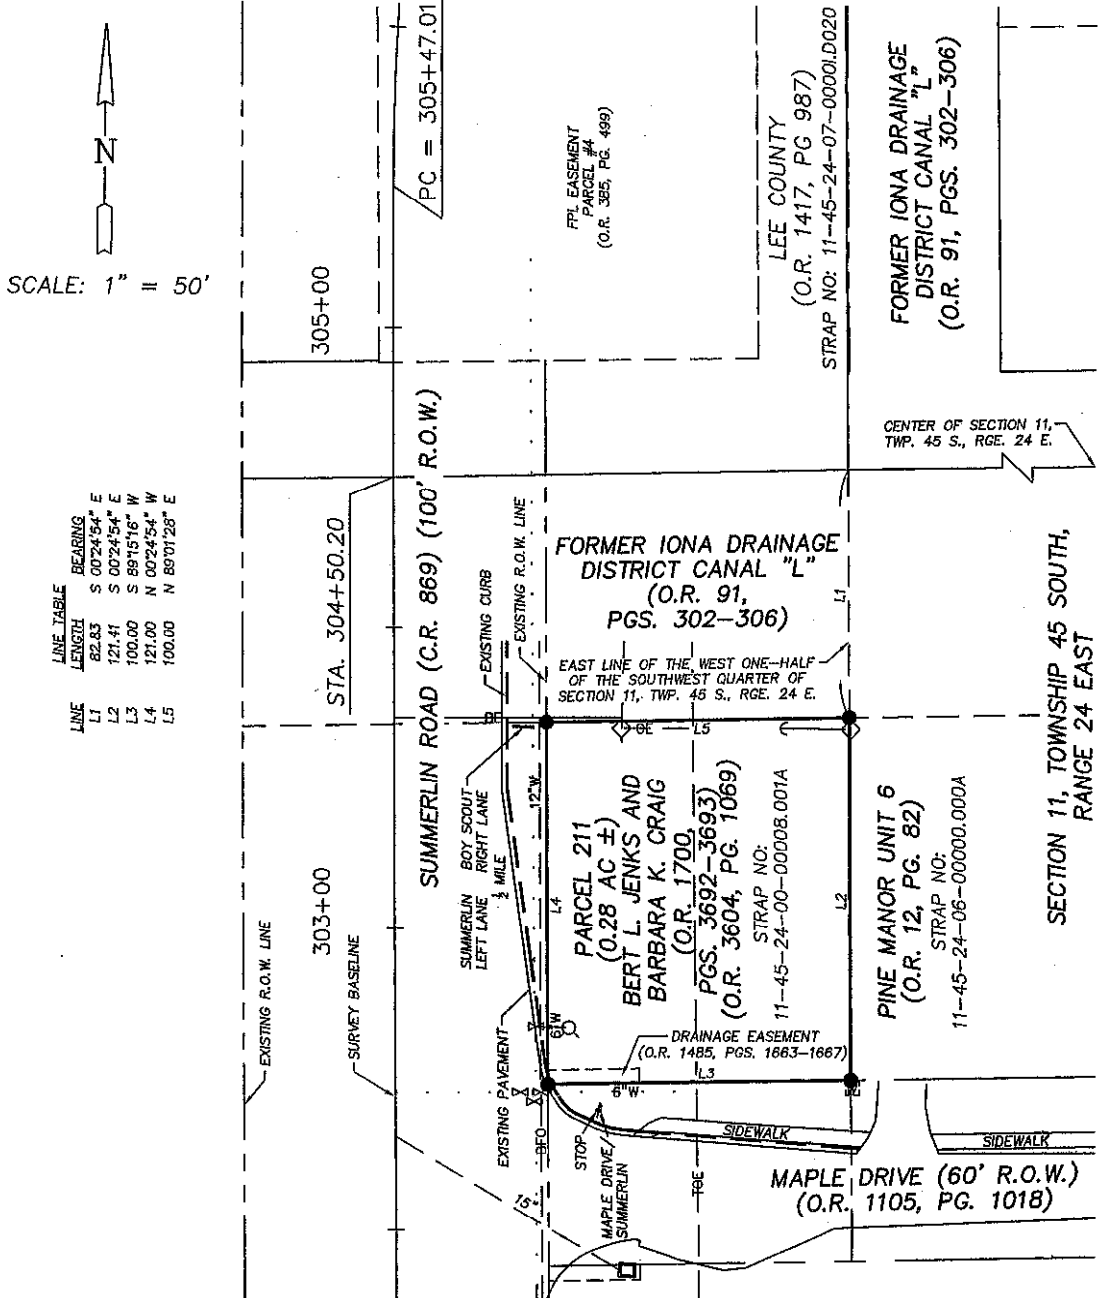 N
SCALE: 1" = 50'
PC = 305+47.01
305+00
FPL EASEMENT
PARCEL #4
(O.R. 385, PG. 499)
LEE COUNTY
(O.R. 1417, PG 987)
STRAP NO: 11-45-24-07-0000I.D020
FORMER IONA DRAINAGE
DISTRICT CANAL "L"
(O.R. 91, PGS. 302-306)
CENTER OF SECTION 11,
TWP. 45 S., RGE. 24 E.
LINE TABLE
LINE LENGTH BEARING
L1 82.83 S 00°24'54" E
L2 121.41 S 00°24'54" E
L3 100.00 S 89°15'16" W
L4 121.00 N 00°24'54" W
L5 100.00 N 89°01'28" E
STA. 304+50.20
SUMMERLIN ROAD (C.R. 869) (100' R.O.W.)
EXISTING CURB
EXISTING R.O.W. LINE
FORMER IONA DRAINAGE
DISTRICT CANAL "L"
(O.R. 91,
PGS. 302-306)
L1
EAST LINE OF THE WEST ONE-HALF
OF THE SOUTHWEST QUARTER OF
SECTION 11, TWP. 45 S., RGE. 24 E.
SECTION 11, TOWNSHIP 45 SOUTH,
RANGE 24 EAST
OE
L5
SUMMERLIN BOY SCOUT
LEFT LANE RIGHT LANE
½ MILE
12"W
L4
PARCEL 211
(0.28 AC ±)
BERT L. JENKS AND
BARBARA K. CRAIG
(O.R. 1700,
PGS. 3692-3693)
(O.R. 3604, PG. 1069)
STRAP NO:
11-45-24-00-00008.001A
L2
PINE MANOR UNIT 6
(O.R. 12, PG. 82)
STRAP NO:
11-45-24-06-00000.000A
303+00
EXISTING R.O.W. LINE
SURVEY BASELINE
EXISTING PAVEMENT
6"W
DRAINAGE EASEMENT
(O.R. 1485, PGS. 1663-1667)
L3
6"W
BFO
STOP
MAPLE DRIVE
SUMMERLIN
SIDEWALK
SIDEWALK
MAPLE DRIVE (60' R.O.W.)
(O.R. 1105, PG. 1018)
TOE
15"